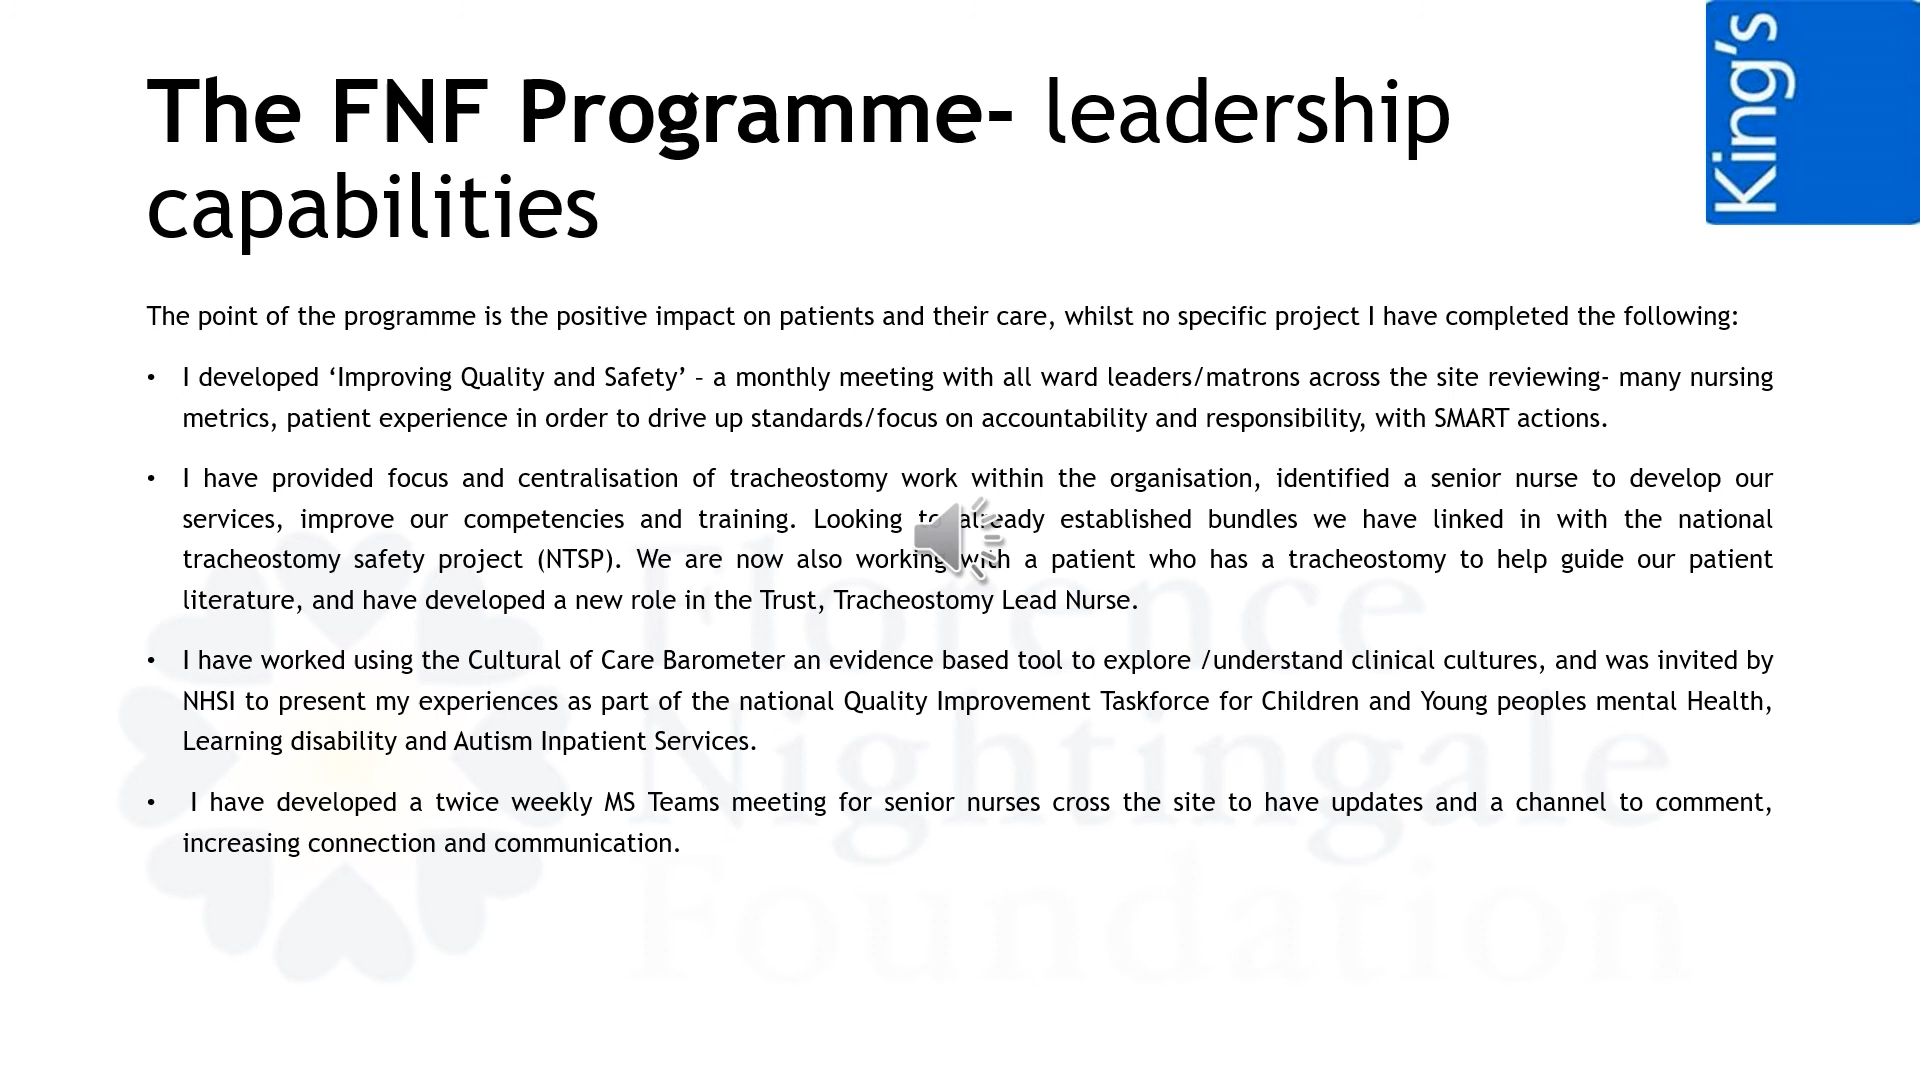 King's
The FNF Programme- leadership
capabilities
The point of the programme is the positive impact on patients and their care, whilst no specific project I have completed the following:
• I developed ‘Improving Quality and Safety’ – a monthly meeting with all ward leaders/matrons across the site reviewing- many nursing
metrics, patient experience in order to drive up standards/focus on accountability and responsibility, with SMART actions.
• I have provided focus and centralisation of tracheostomy work within the organisation, identified a senior nurse to develop our
services, improve our competencies and training. Looking to already established bundles we have linked in with the national
tracheostomy safety project (NTSP). We are now also working with a patient who has a tracheostomy to help guide our patient
literature, and have developed a new role in the Trust, Tracheostomy Lead Nurse.
• I have worked using the Cultural of Care Barometer an evidence based tool to explore /understand clinical cultures, and was invited by
NHSI to present my experiences as part of the national Quality Improvement Taskforce for Children and Young peoples mental Health,
Learning disability and Autism Inpatient Services.
• I have developed a twice weekly MS Teams meeting for senior nurses cross the site to have updates and a channel to comment,
increasing connection and communication.
Florence
Nightingale
Foundation